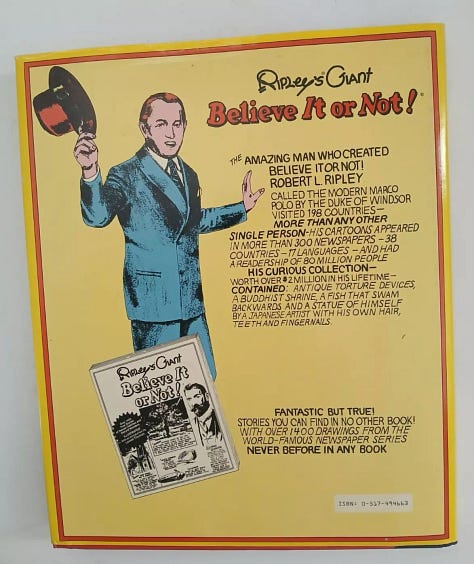 Ripley's Giant
Believe It or Not!®
THE AMAZING MAN WHO CREATED
BELIEVE IT OR NOT!
ROBERT L. RIPLEY
CALLED THE MODERN MARCO
POLO BY THE DUKE OF WINDSOR
VISITED 198 COUNTRIES—
MORE THAN ANY OTHER
SINGLE PERSON-HIS CARTOONS APPEARED
IN MORE THAN 300 NEWSPAPERS - 38
COUNTRIES - 17 LANGUAGES - AND HAD
A READERSHIP OF 80 MILLION PEOPLE
HIS CURIOUS COLLECTION—
WORTH OVER $2 MILLION IN HIS LIFETIME—
CONTAINED: ANTIQUE TORTURE DEVICES,
A BUDDHIST SHRINE, A FISH THAT SWAM
BACKWARDS AND A STATUE OF HIMSELF
BY A JAPANESE ARTIST WITH HIS OWN HAIR,
TEETH AND FINGERNAILS.
Ripley's Giant
Believe It
or Not!
FANTASTIC BUT TRUE!
STORIES YOU CAN FIND IN NO OTHER BOOK!
WITH OVER 1400 DRAWINGS FROM THE
WORLD-FAMOUS NEWSPAPER SERIES
NEVER BEFORE IN ANY BOOK
ISBN: 0-517-494663